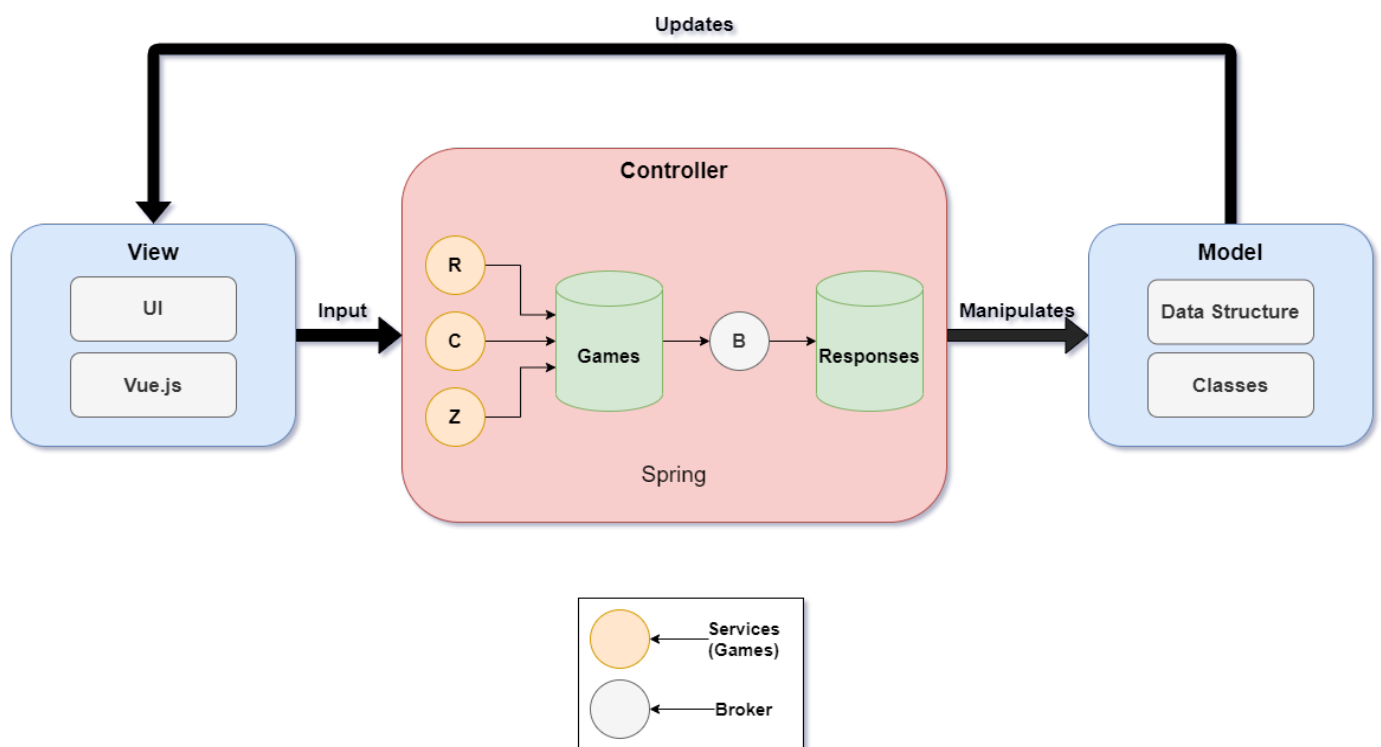 Updates
Controller
View
UI
Vue.js
Input
R
C
Z
Games
B
Responses
Spring
Manipulates
Model
Data Structure
Classes
Services
(Games)
Broker